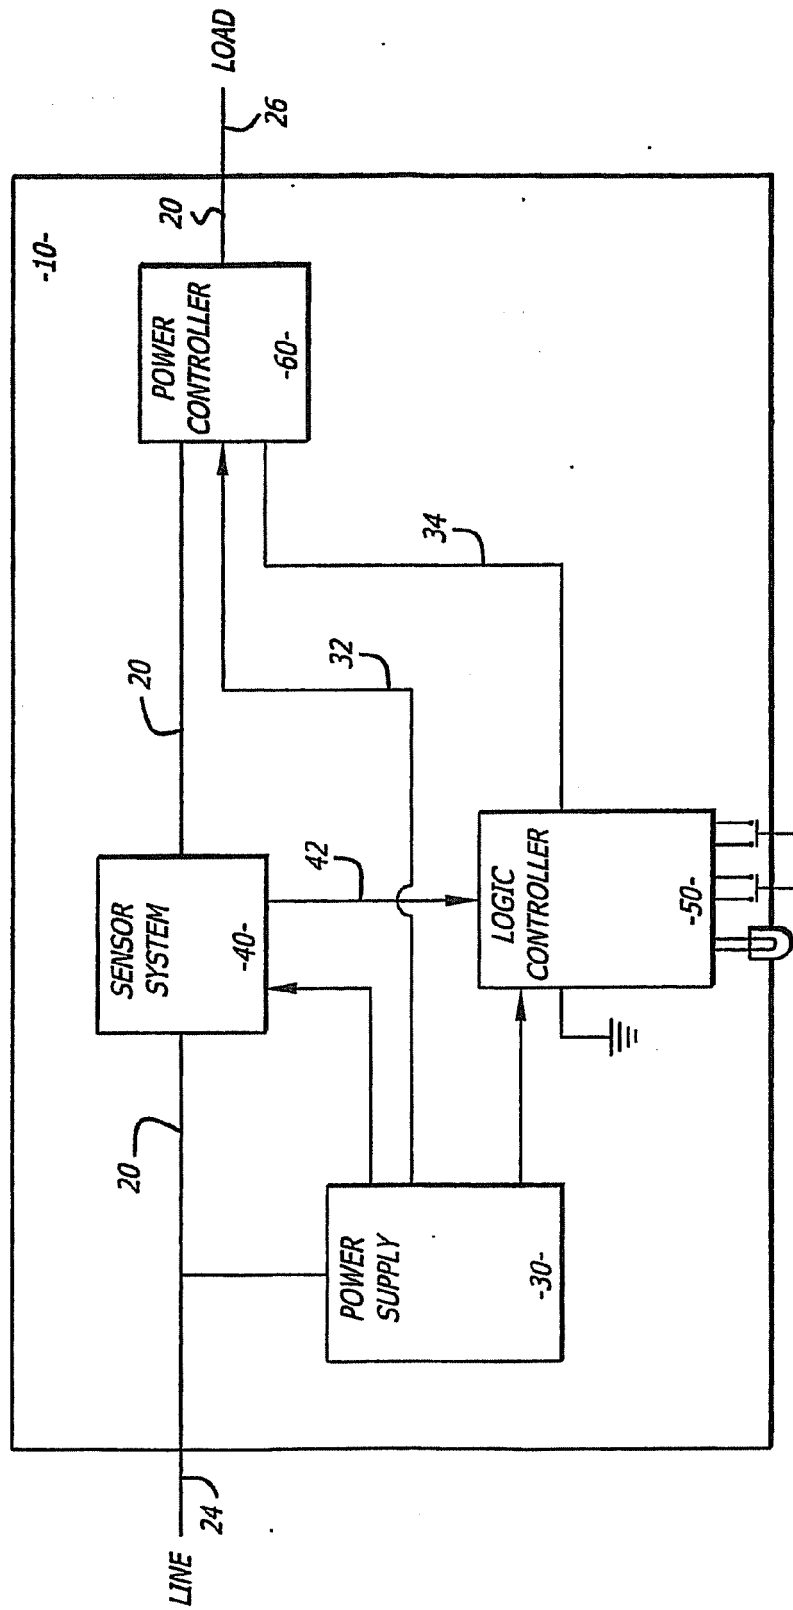 -10-
LINE
24
20
SENSOR
SYSTEM
-40-
20
POWER
CONTROLLER
-60-
20
26
LOAD
POWER
SUPPLY
-30-
42
32
34
LOGIC
CONTROLLER
-50-